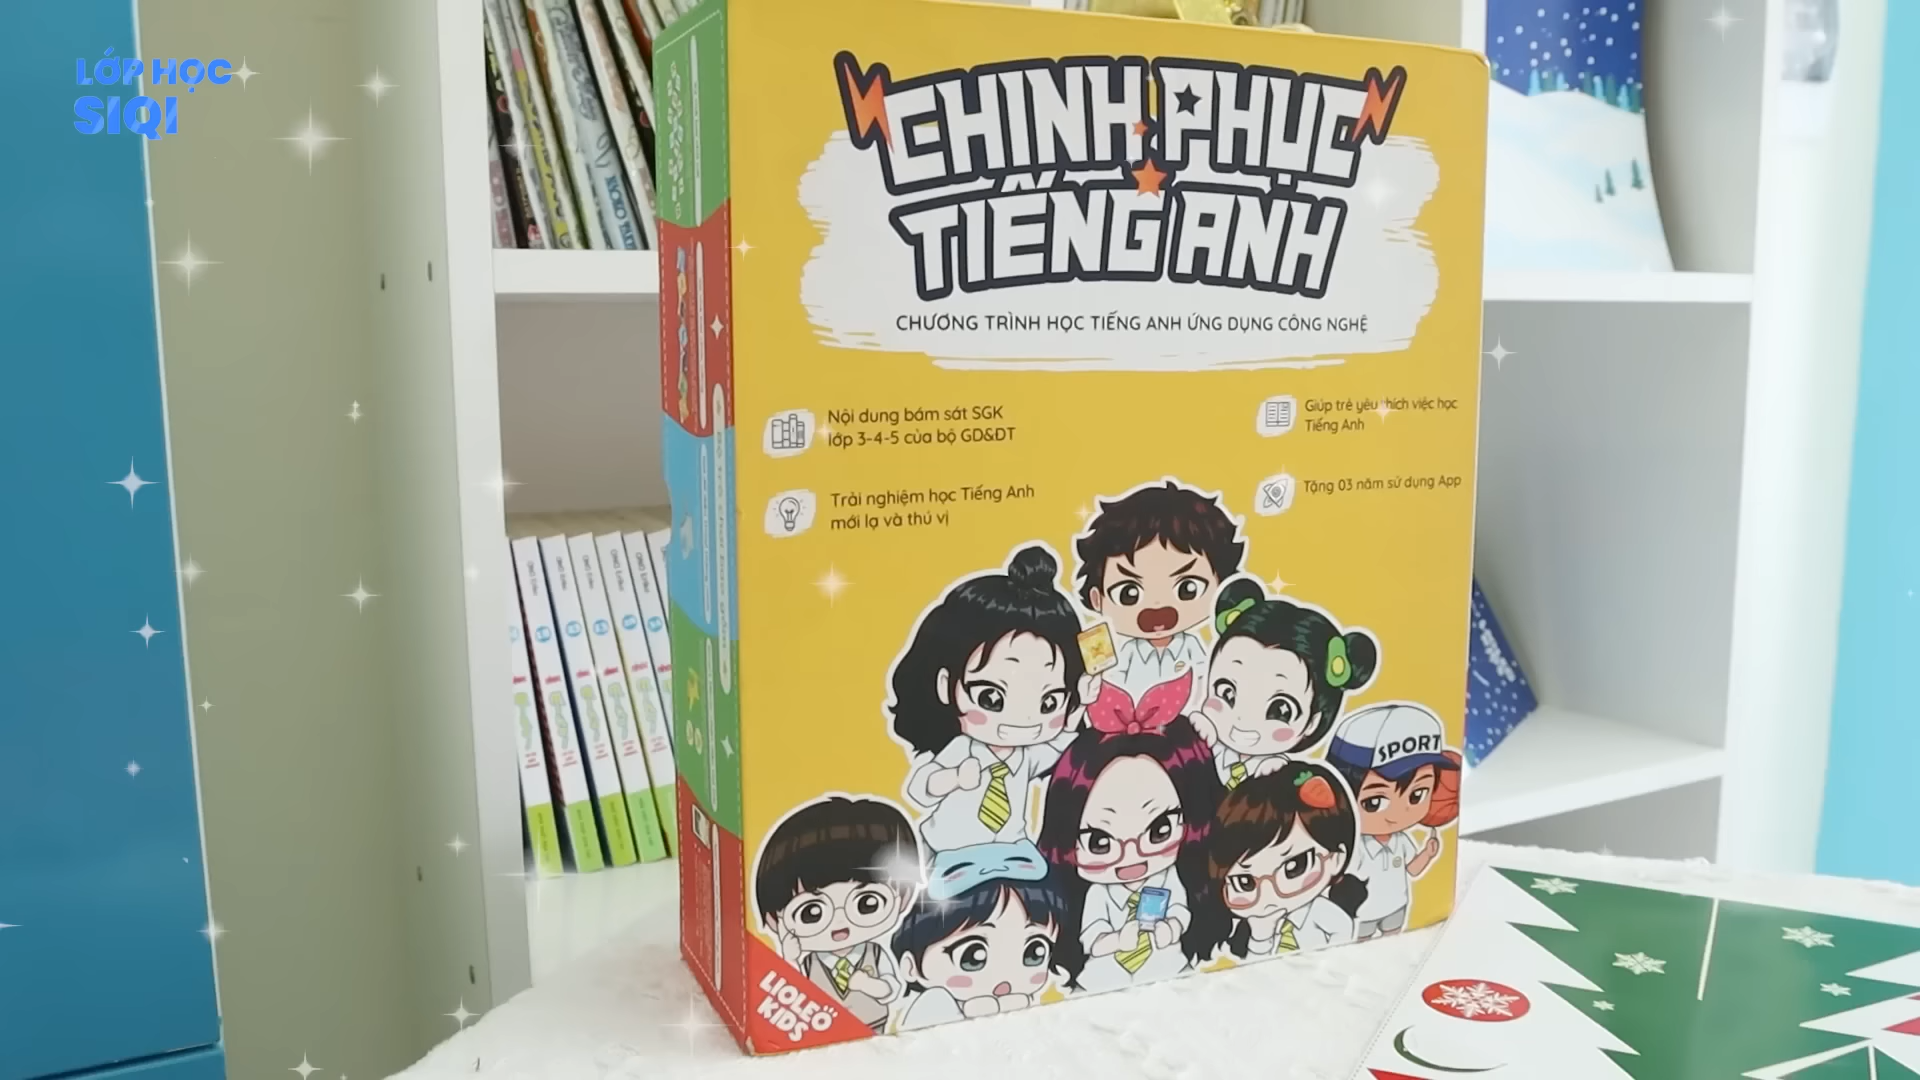 LỚP HỌC
SIQI
CHINH PHỤC
TIẾNG ANH
CHƯƠNG TRÌNH HỌC TIẾNG ANH ỨNG DỤNG CÔNG NGHỆ
Nội dung bám sát SGK
lớp 3-4-5 của bộ GD&ĐT
Giúp trẻ yêu thích việc học
Tiếng Anh
Trải nghiệm học Tiếng Anh
mới lạ và thú vị
Tặng 03 năm sử dụng App
SPORT
LIOLEO
KIDS